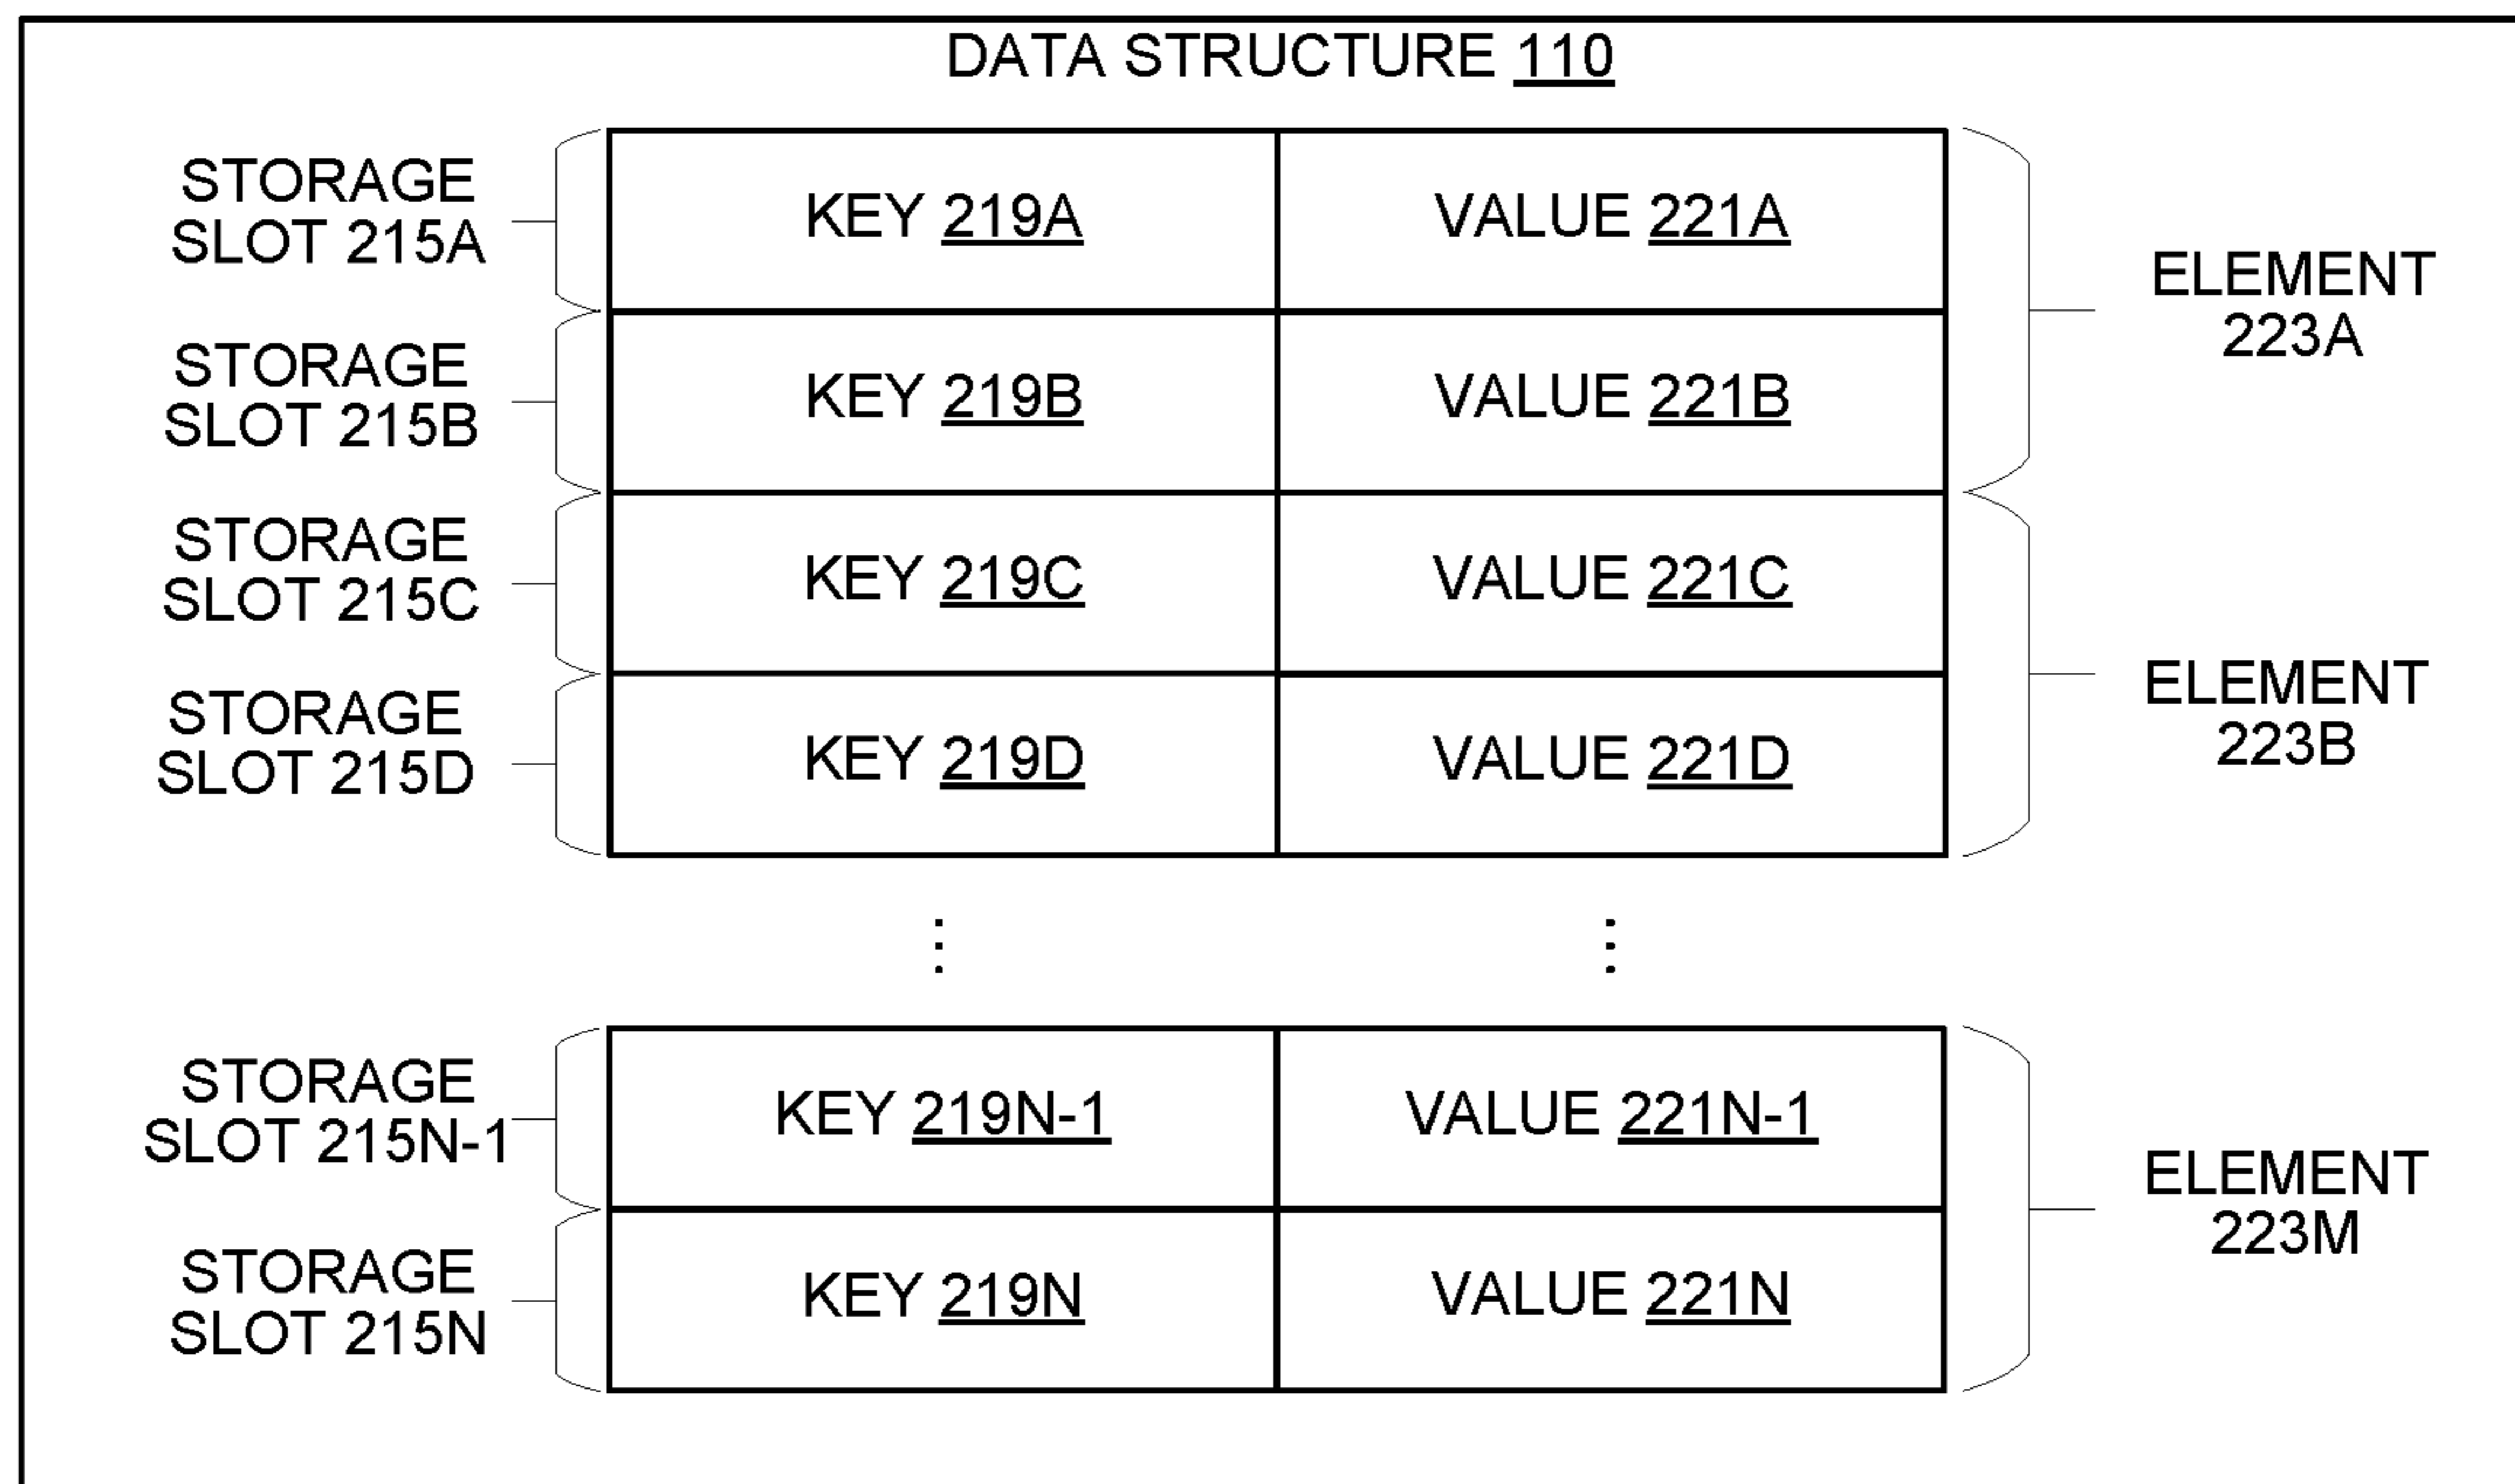 DATA STRUCTURE 110
STORAGE
SLOT 215A
KEY 219A
VALUE 221A
ELEMENT
223A
STORAGE
SLOT 215B
KEY 219B
VALUE 221B
STORAGE
SLOT 215C
KEY 219C
VALUE 221C
ELEMENT
223B
STORAGE
SLOT 215D
KEY 219D
VALUE 221D
STORAGE
SLOT 215N-1
KEY 219N-1
VALUE 221N-1
ELEMENT
223M
STORAGE
SLOT 215N
KEY 219N
VALUE 221N